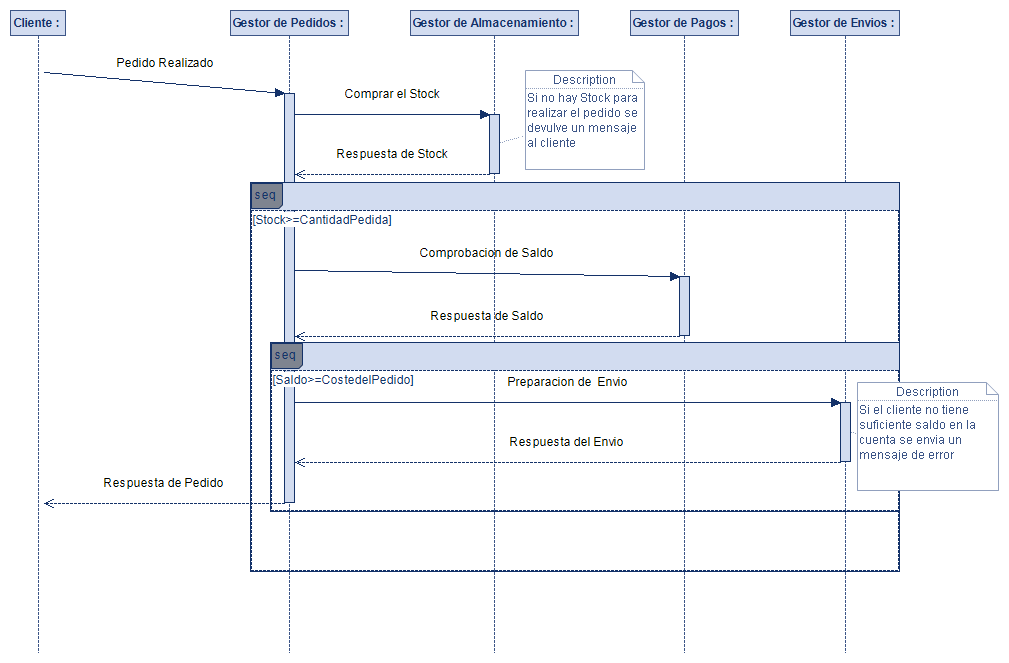 Cliente :
Gestor de Pedidos :
Gestor de Almacenamiento :
Gestor de Pagos :
Gestor de Envios :
Pedido Realizado
Comprar el Stock
Description
Si no hay Stock para
realizar el pedido se
devulve un mensaje
al cliente
Respuesta de Stock
seq
[Stock>=CantidadPedida]
Comprobacion de Saldo
Respuesta de Saldo
seq
[Saldo>=CostedelPedido]
Preparacion de Envio
Description
Si el cliente no tiene
suficiente saldo en la
cuenta se envia un
mensaje de error
Respuesta del Envio
Respuesta de Pedido